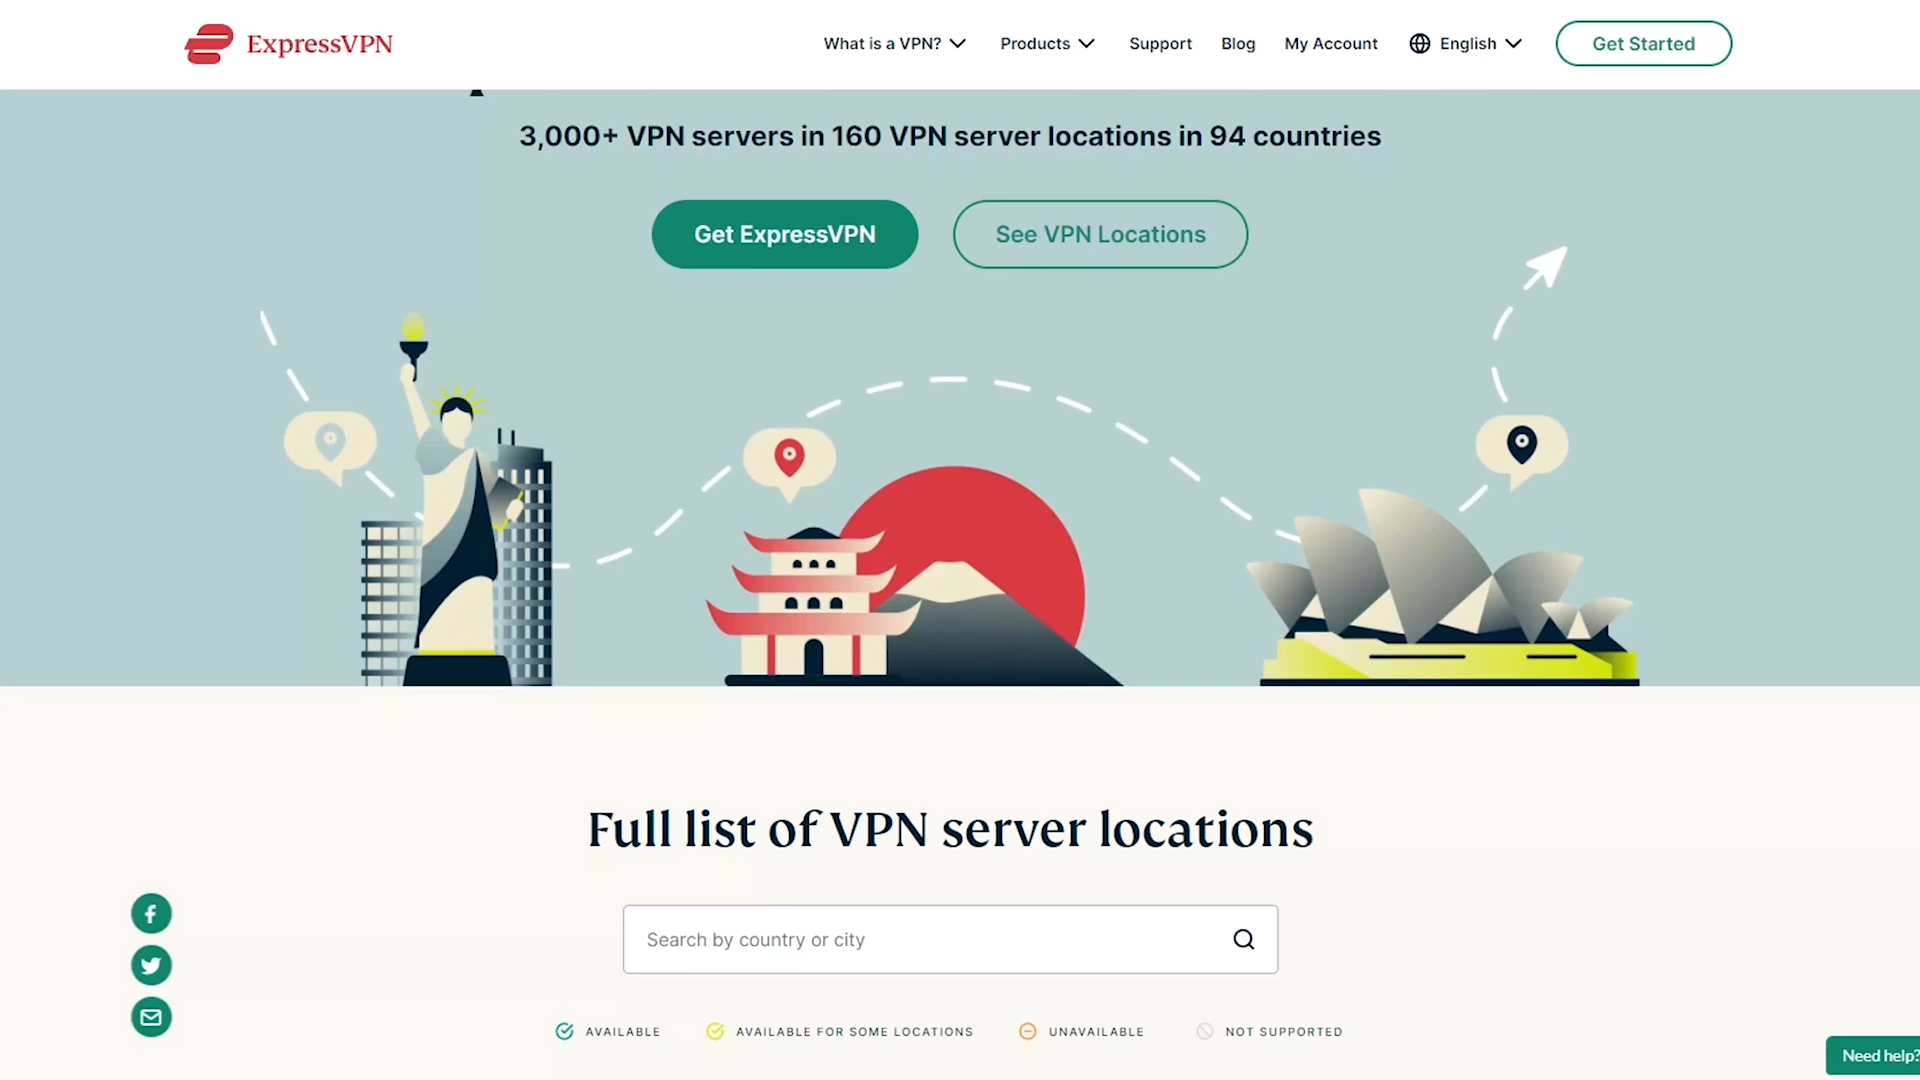 ExpressVPN
What is a VPN?
Products
Support
Blog
My Account
English
Get Started
3,000+ VPN servers in 160 VPN server locations in 94 countries
Get ExpressVPN
See VPN Locations
Full list of VPN server locations
Search by country or city
AVAILABLE
AVAILABLE FOR SOME LOCATIONS
UNAVAILABLE
NOT SUPPORTED
Need help?